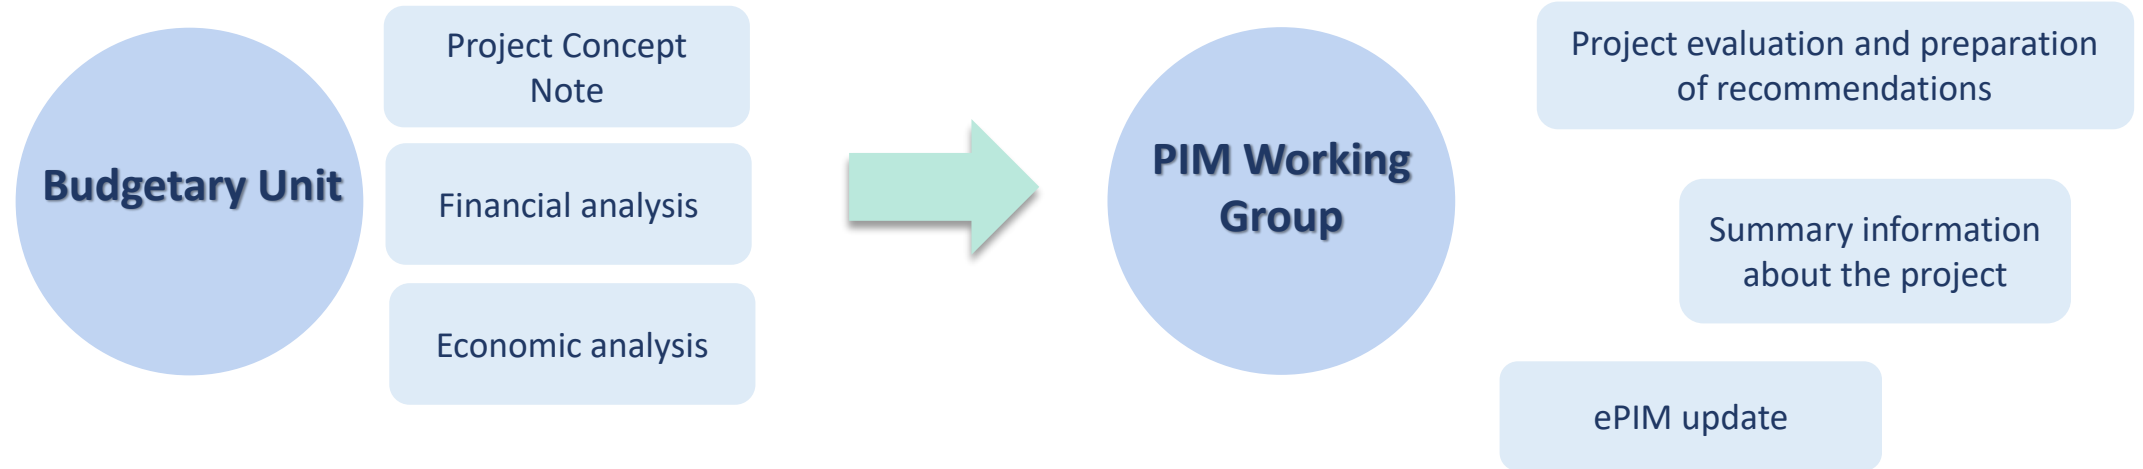 Budgetary Unit
Project Concept
Note
Financial analysis
Economic analysis
PIM Working
Group
Project evaluation and preparation
of recommendations
Summary information
about the project
ePIM update